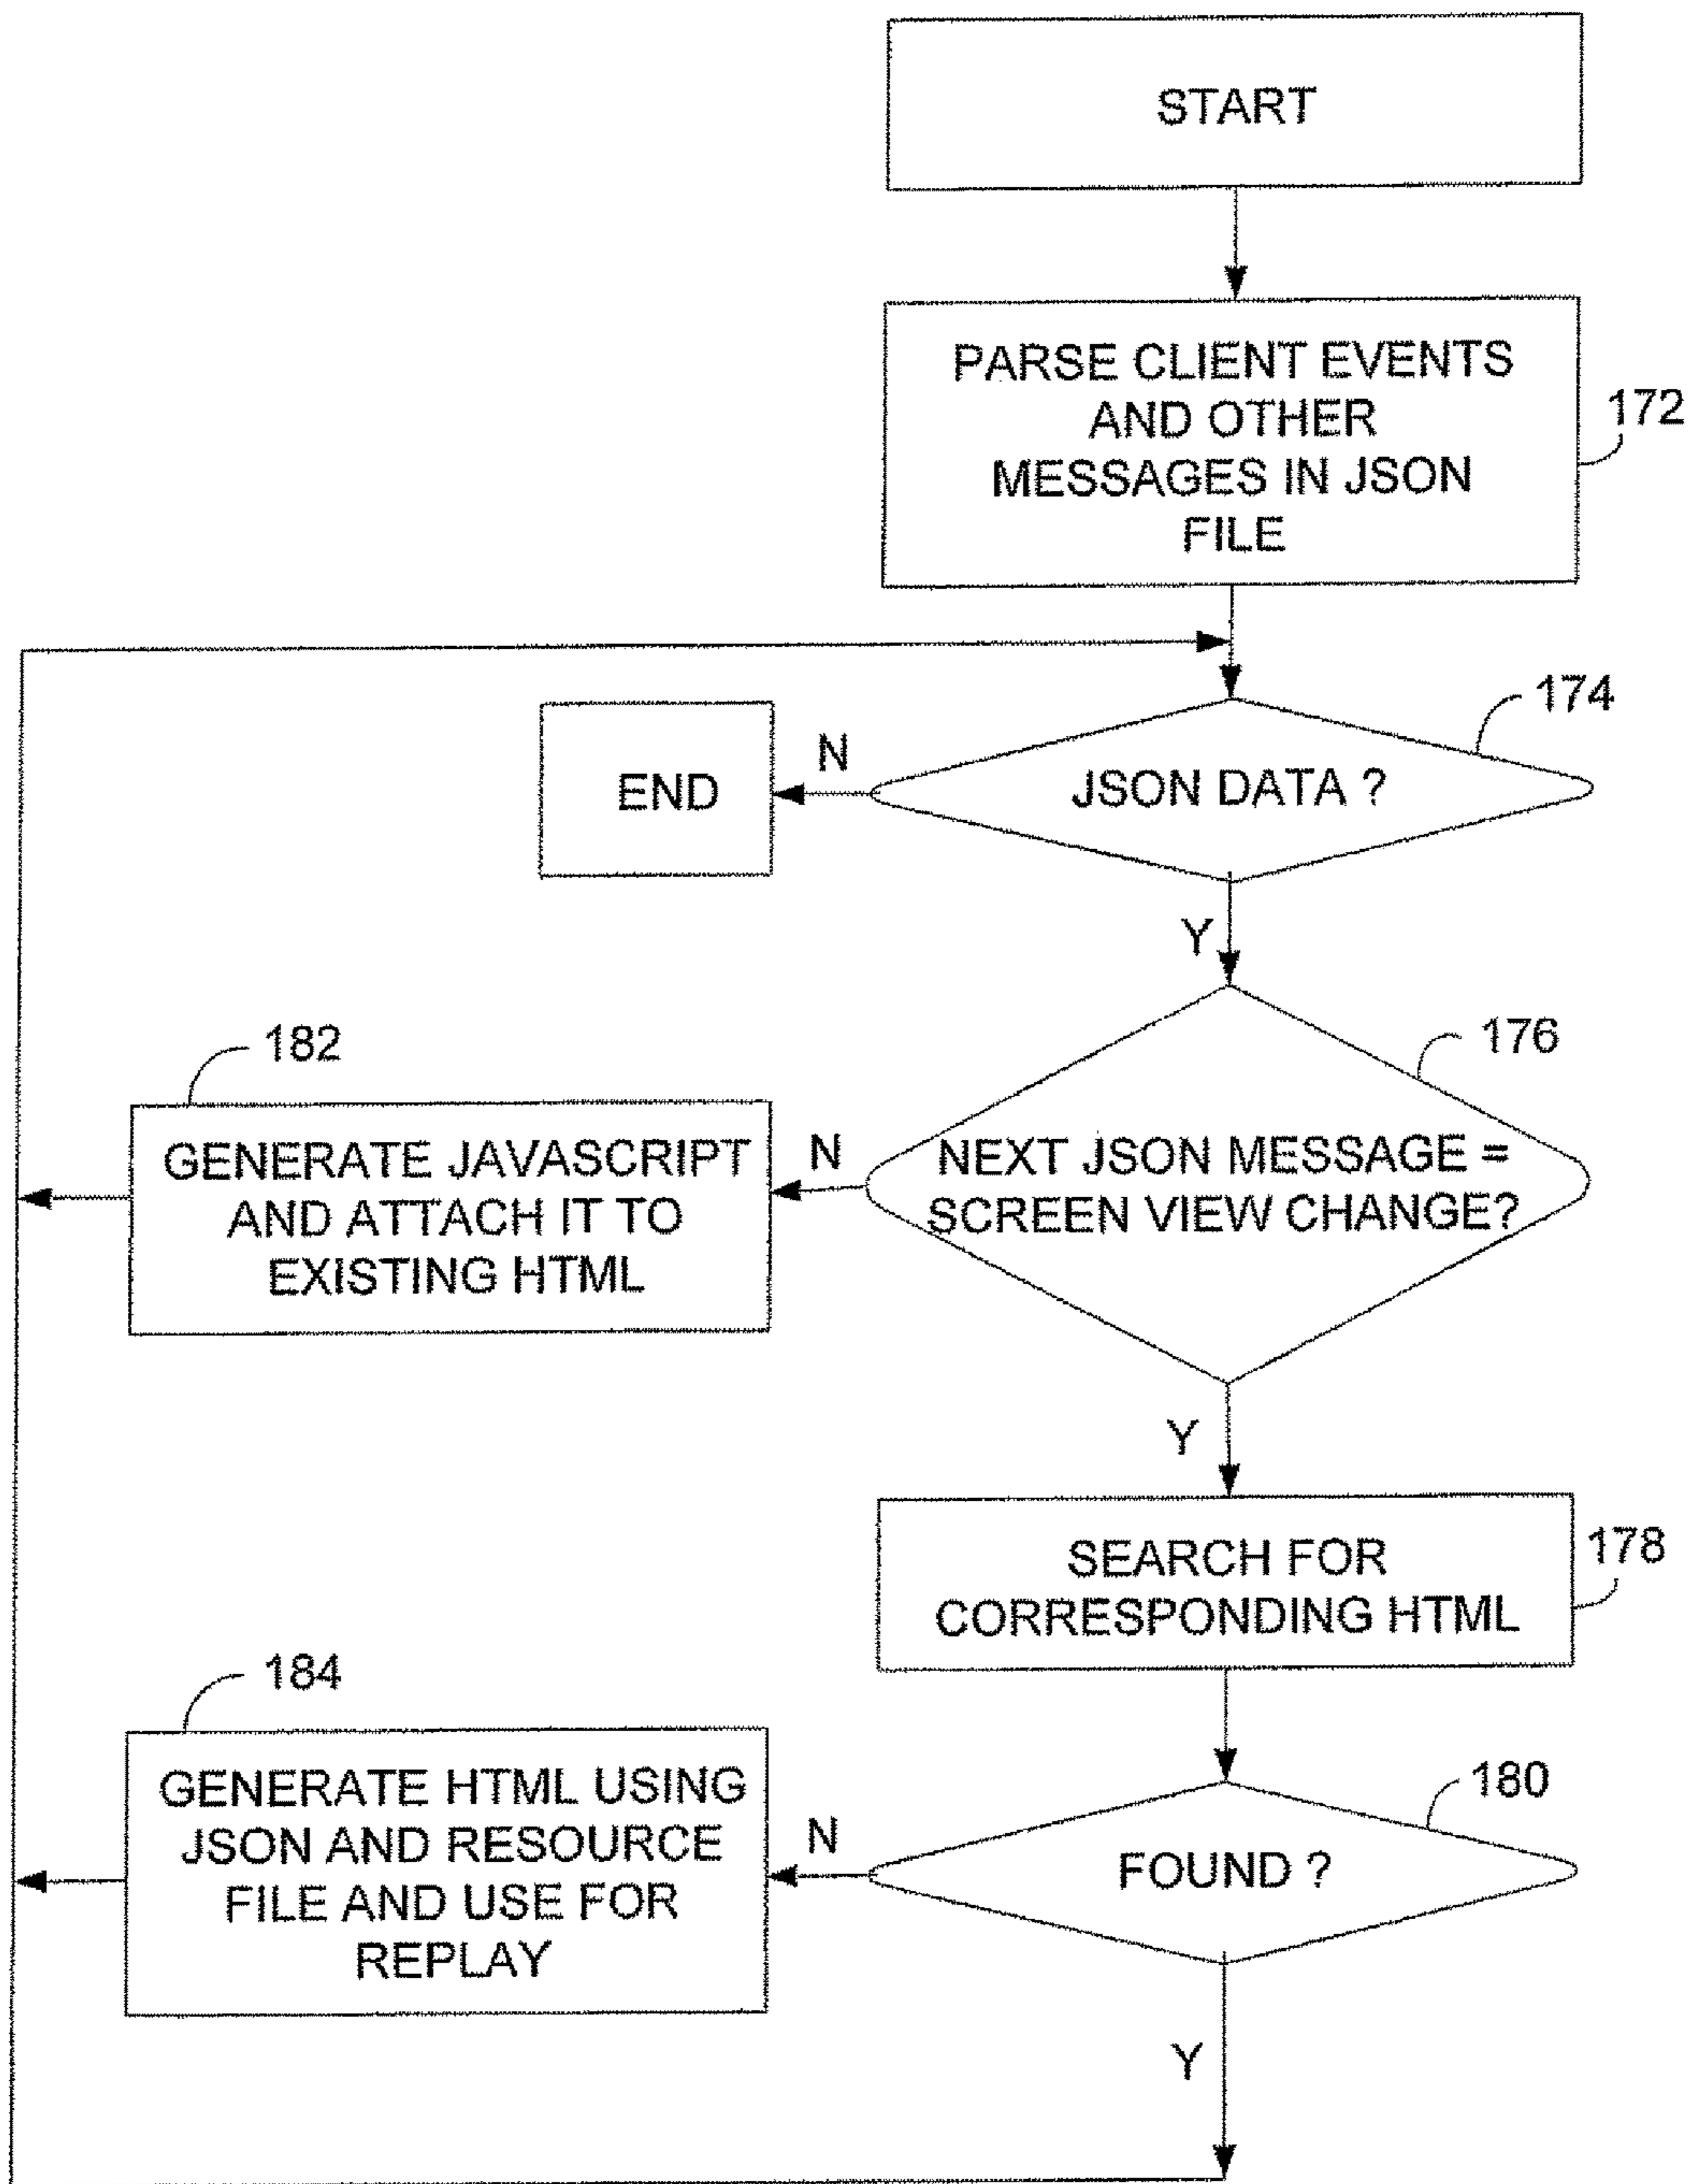 START
PARSE CLIENT EVENTS
AND OTHER
MESSAGES IN JSON
FILE
172
174
JSON DATA ?
N
END
Y
176
NEXT JSON MESSAGE =
SCREEN VIEW CHANGE?
N
182
GENERATE JAVASCRIPT
AND ATTACH IT TO
EXISTING HTML
Y
SEARCH FOR
CORRESPONDING HTML
178
180
FOUND ?
N
184
GENERATE HTML USING
JSON AND RESOURCE
FILE AND USE FOR
REPLAY
Y